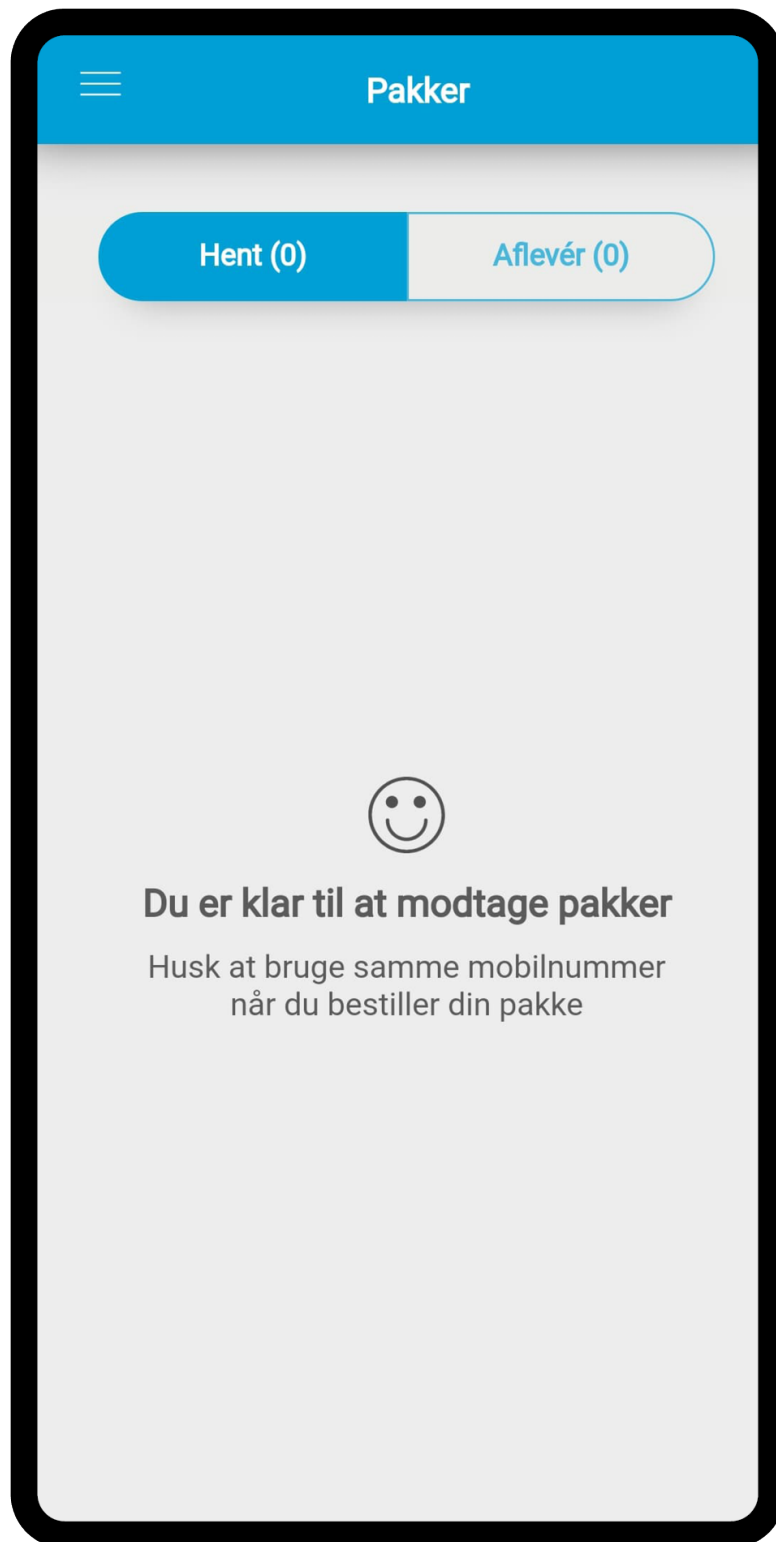 Pakker
Hent (0)
Aflevér (0)
Du er klar til at modtage pakker
Husk at bruge samme mobilnummer
når du bestiller din pakke